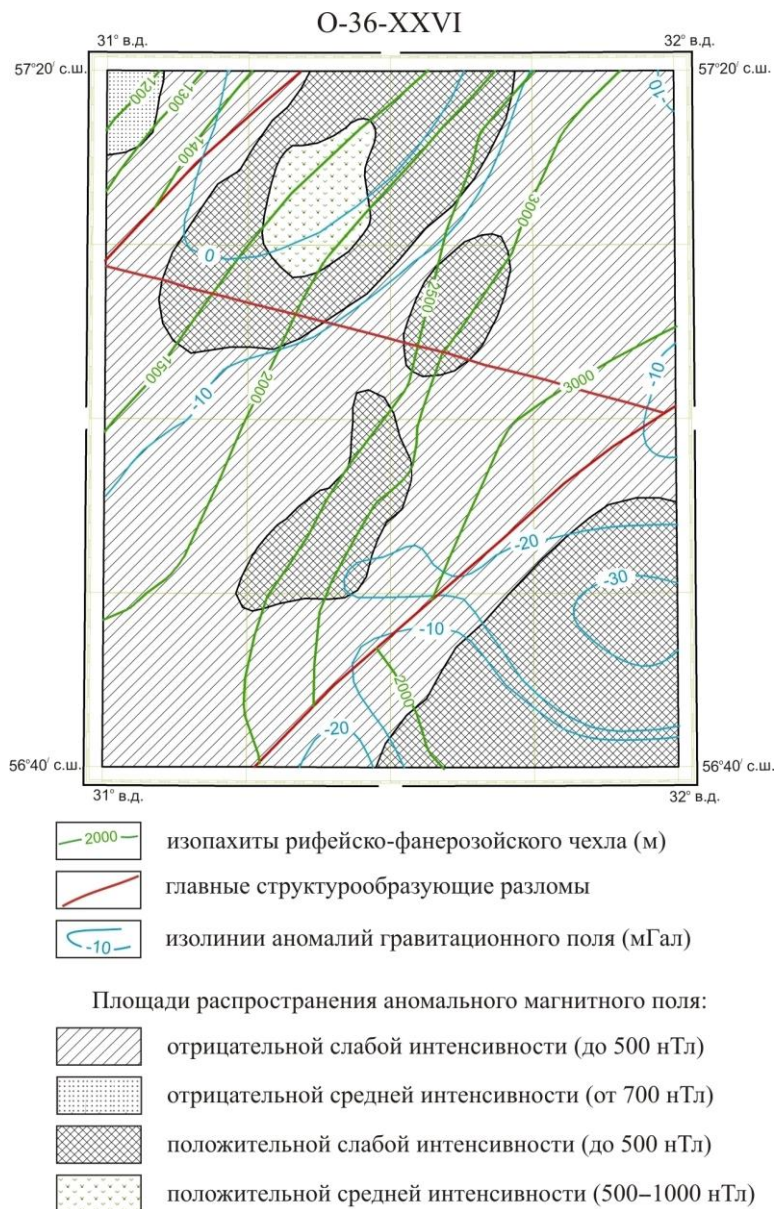 О-36-XXVI
31° в.д.
32° в.д.
57°20′ с.ш.
57°20′ с.ш.
1200
1300
1400
-10
3000
0
2500
1500
2000
-10
3000
-10
-20
-30
-10
2000
-20
56°40′ с.ш.
56°40′ с.ш.
31° в.д.
32° в.д.
2000
изопахиты рифейско-фанерозойского чехла (м)
главные структурообразующие разломы
-10
изолинии аномалий гравитационного поля (мГал)
Площади распространения аномального магнитного поля:
отрицательной слабой интенсивности (до 500 нТл)
отрицательной средней интенсивности (от 700 нТл)
положительной слабой интенсивности (до 500 нТл)
положительной средней интенсивности (500–1000 нТл)